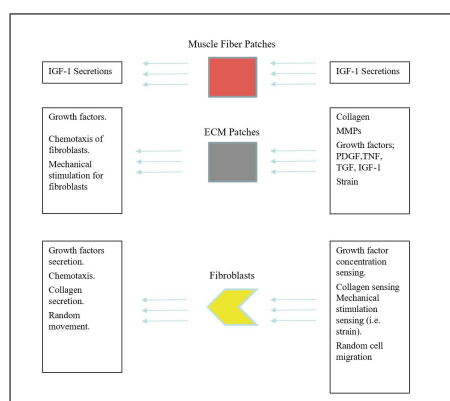 Muscle Fiber Patches
IGF-1 Secretions
IGF-1 Secretions
ECM Patches
Growth factors.
Chemotaxis of
fibroblasts.
Mechanical
stimulation for
fibroblasts
Collagen
MMPs
Growth factors;
PDGF,TNF,
TGF, IGF-1
Strain
Fibroblasts
Growth factors
secretion.
Chemotaxis.
Collagen
secretion.
Random
movement.
Growth factor
concentration
sensing.
Collagen sensing
Mechanical
stimulation
sensing (i.e.
strain).
Random cell
migration